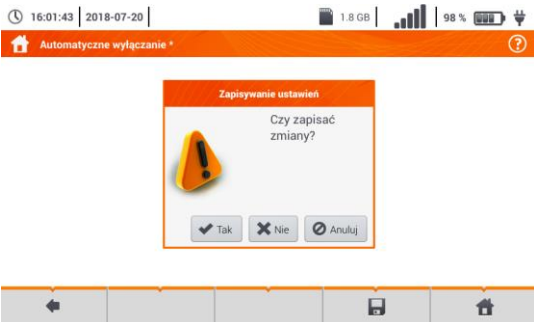 16:01:43 2018-07-20 1.8 GB 98 %
Automatyczne wyłączanie *
Zapisywanie ustawień
Czy zapisać
zmiany?
Tak Nie Anuluj